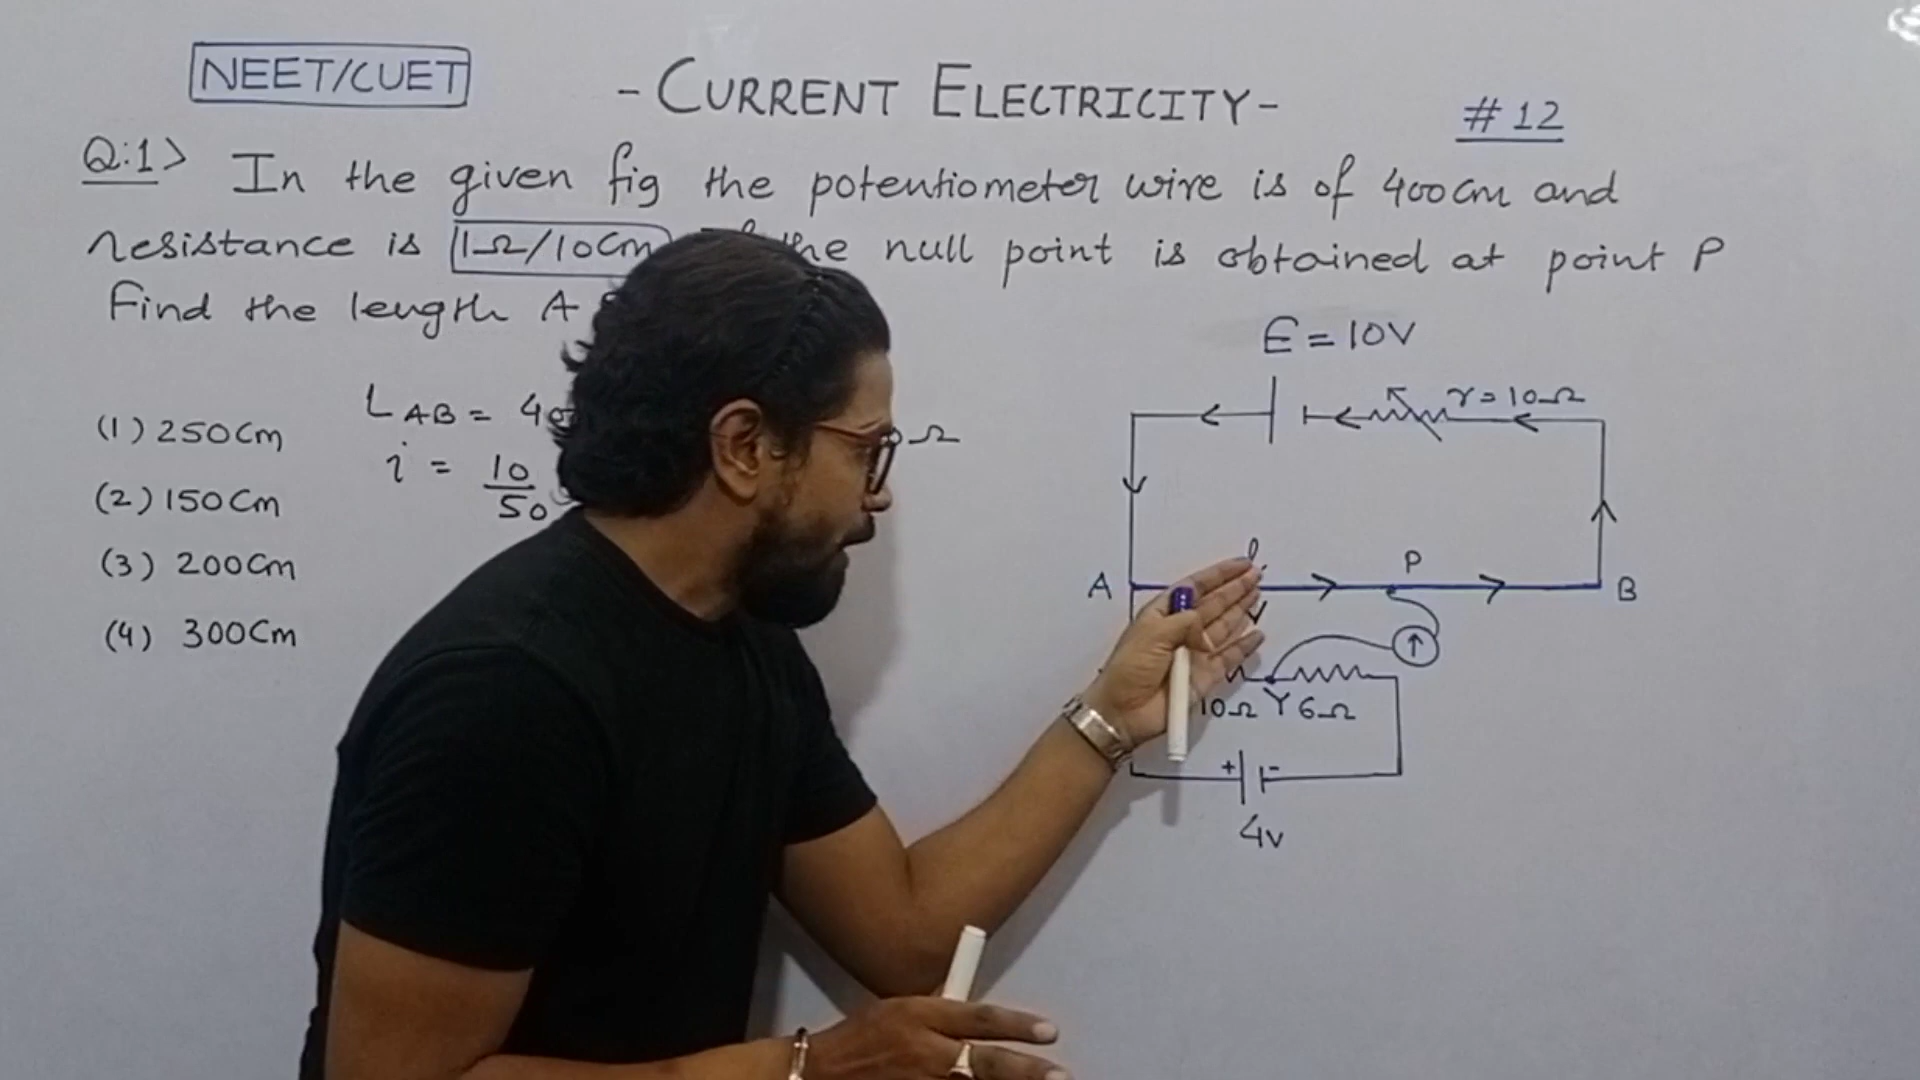 NEET/CUET
- CURRENT ELECTRICITY -
# 12
Q:1> In the given fig the potentiometer wire is of 400cm and
resistance is 1Ω/10Cm the null point is obtained at point P
Find the length A
(1) 250Cm
(2) 150Cm
(3) 200Cm
(4) 300Cm
L AB = 40 Ω
i = 10/50
E = 10V
r = 10Ω
A
P
B
10Ω Y 6Ω
+ -
4v